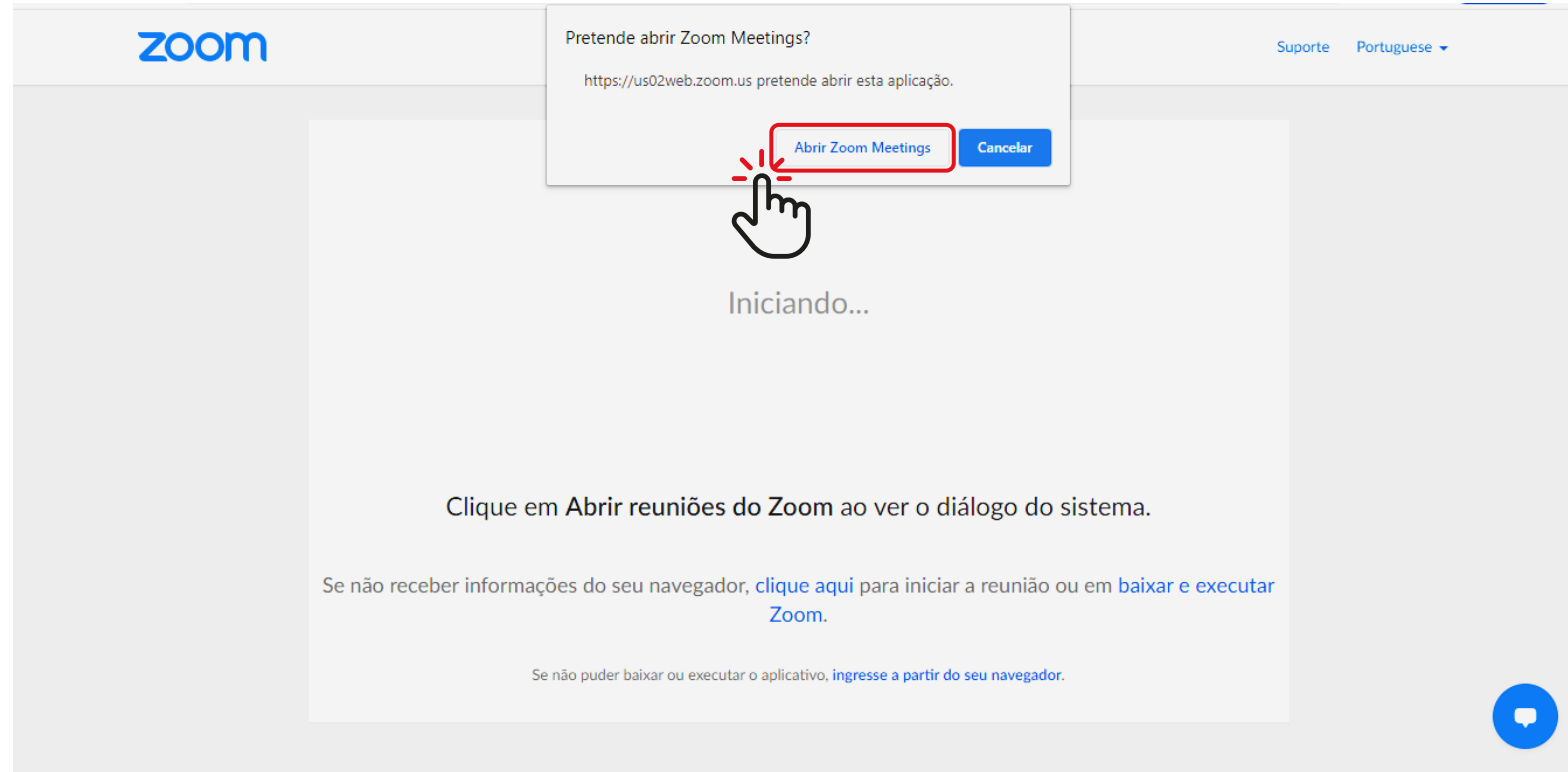 zoom
Pretende abrir Zoom Meetings?
https://us02web.zoom.us pretende abrir esta aplicação.
Abrir Zoom Meetings
Cancelar
Suporte
Portuguese
Iniciando...
Clique em Abrir reuniões do Zoom ao ver o diálogo do sistema.
Se não receber informações do seu navegador, clique aqui para iniciar a reunião ou em baixar e executar
Zoom.
Se não puder baixar ou executar o aplicativo, ingresse a partir do seu navegador.